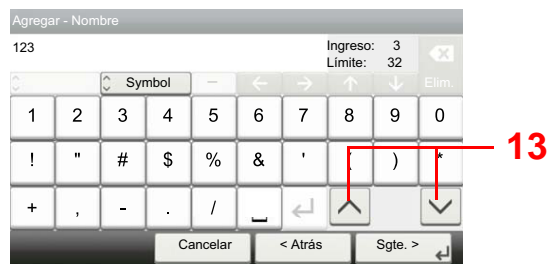 Agregar - Nombre
123
Ingreso: 3
Límite: 32
Symbol – ← → ↑ ↓ Elim.
1 2 3 4 5 6 7 8 9 0
! " # $ % & ' ( ) *
+ , - . / ␣
13
Cancelar < Atrás Sgte. >